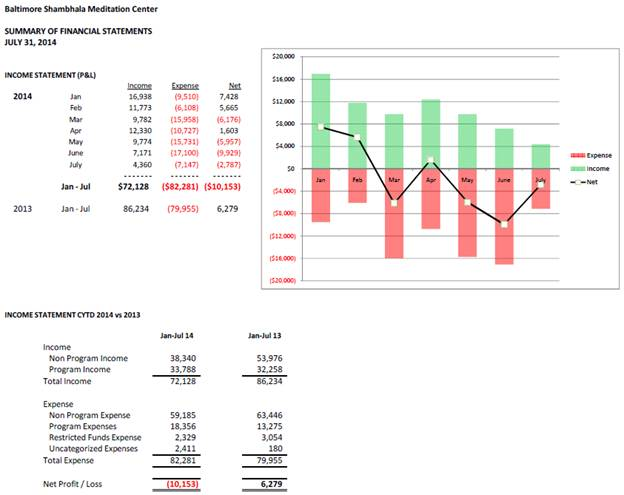 Baltimore Shambhala Meditation Center
SUMMARY OF FINANCIAL STATEMENTS
JULY 31, 2014
INCOME STATEMENT (P&L)
Income Expense Net
2014 Jan 16,938 (9,510) 7,428
Feb 11,773 (6,108) 5,665
Mar 9,782 (15,958) (6,176)
Apr 12,330 (10,727) 1,603
May 9,774 (15,731) (5,957)
June 7,171 (17,100) (9,929)
July 4,360 (7,147) (2,787)
Jan - Jul $72,128 ($82,281) ($10,153)
2013 Jan - Jul 86,234 (79,955) 6,279
$20,000
$16,000
$12,000
$8,000
$4,000
$0
($4,000)
($8,000)
($12,000)
($16,000)
($20,000)
Jan Feb Mar Apr May June July
Expense
Income
Net
INCOME STATEMENT CYTD 2014 vs 2013
Jan-Jul 14 Jan-Jul 13
Income
Non Program Income 38,340 53,976
Program Income 33,788 32,258
Total Income 72,128 86,234
Expense
Non Program Expense 59,185 63,446
Program Expenses 18,356 13,275
Restricted Funds Expense 2,329 3,054
Uncategorized Expenses 2,411 180
Total Expense 82,281 79,955
Net Profit / Loss (10,153) 6,279